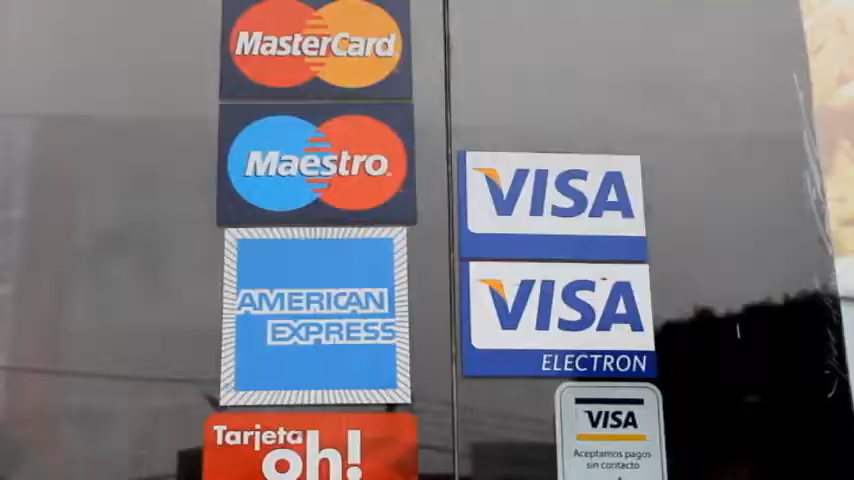 MasterCard
Maestro
AMERICAN
EXPRESS
Tarjeta
oh!
VISA
VISA
ELECTRON
VISA
Aceptamos pagos
sin contacto